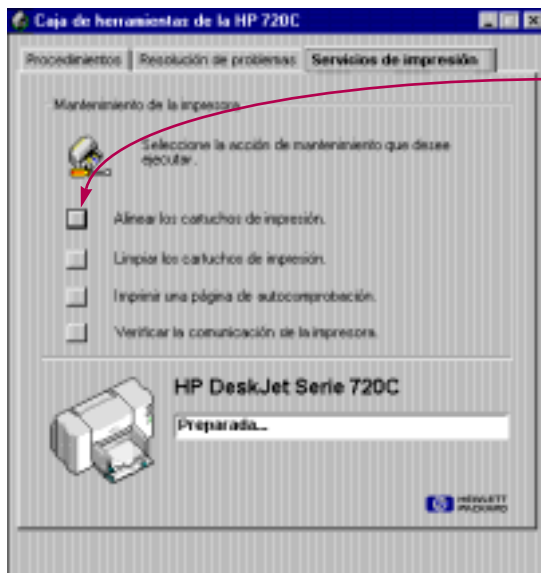 Caja de herramientas de la HP 720C
Procedimientos Resolución de problemas Servicios de impresión
Mantenimiento de la impresora
Seleccione la acción de mantenimiento que desee
ejecutar.
Alinear los cartuchos de impresión.
Limpiar los cartuchos de impresión.
Imprimir una página de autocomprobación.
Verificar la comunicación de la impresora.
HP DeskJet Serie 720C
Preparada...
HEWLETT
PACKARD